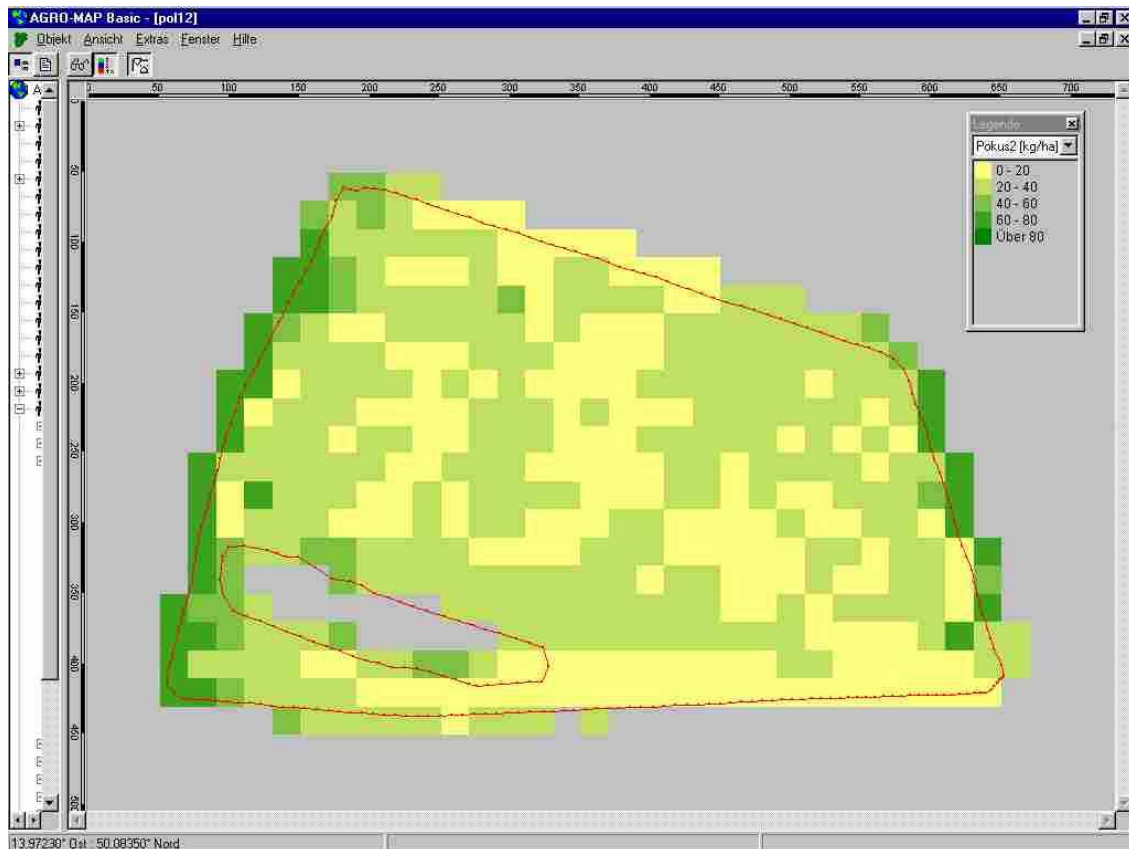 AGRO-MAP Basic - [pol12]
Objekt Ansicht Extras Fenster Hilfe
A
0 50 100 150 200 250 300 350 400 450 500 550 600 650 700
0
50
100
150
200
250
300
350
400
450
500
Legende
Pokus2 [kg/ha]
0 - 20
20 - 40
40 - 60
60 - 80
Über 80
13.97230° Ost : 50.08350° Nord